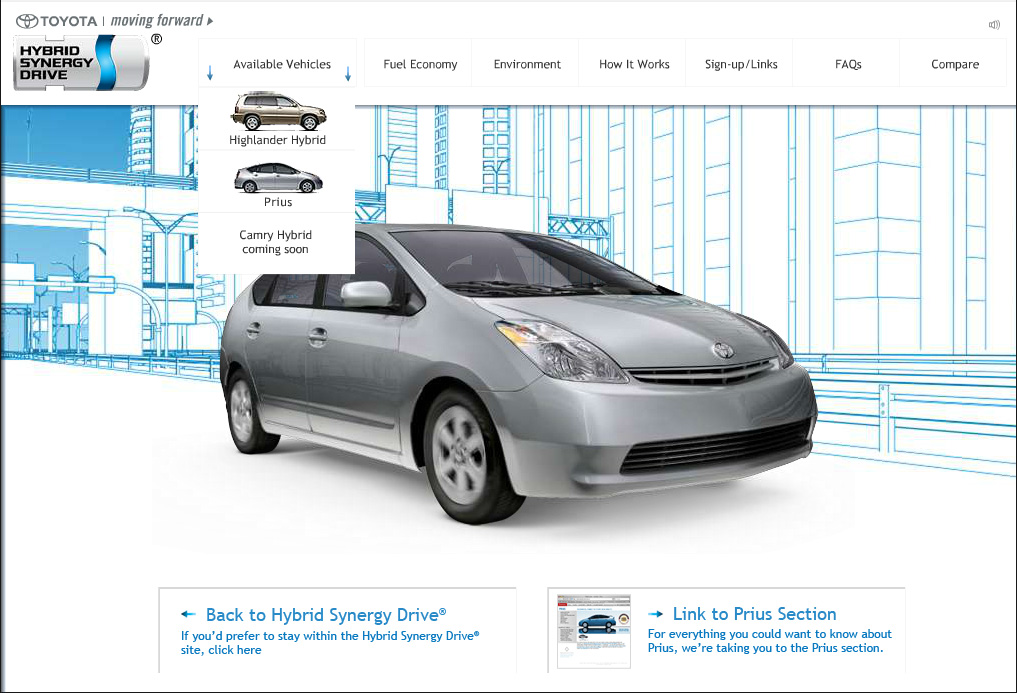 TOYOTA | moving forward
HYBRID
SYNERGY
DRIVE
®
Available Vehicles
Fuel Economy
Environment
How It Works
Sign-up/Links
FAQs
Compare
Highlander Hybrid
Prius
Camry Hybrid
coming soon
Back to Hybrid Synergy Drive®
If you'd prefer to stay within the Hybrid Synergy Drive®
site, click here
Link to Prius Section
For everything you could want to know about
Prius, we're taking you to the Prius section.